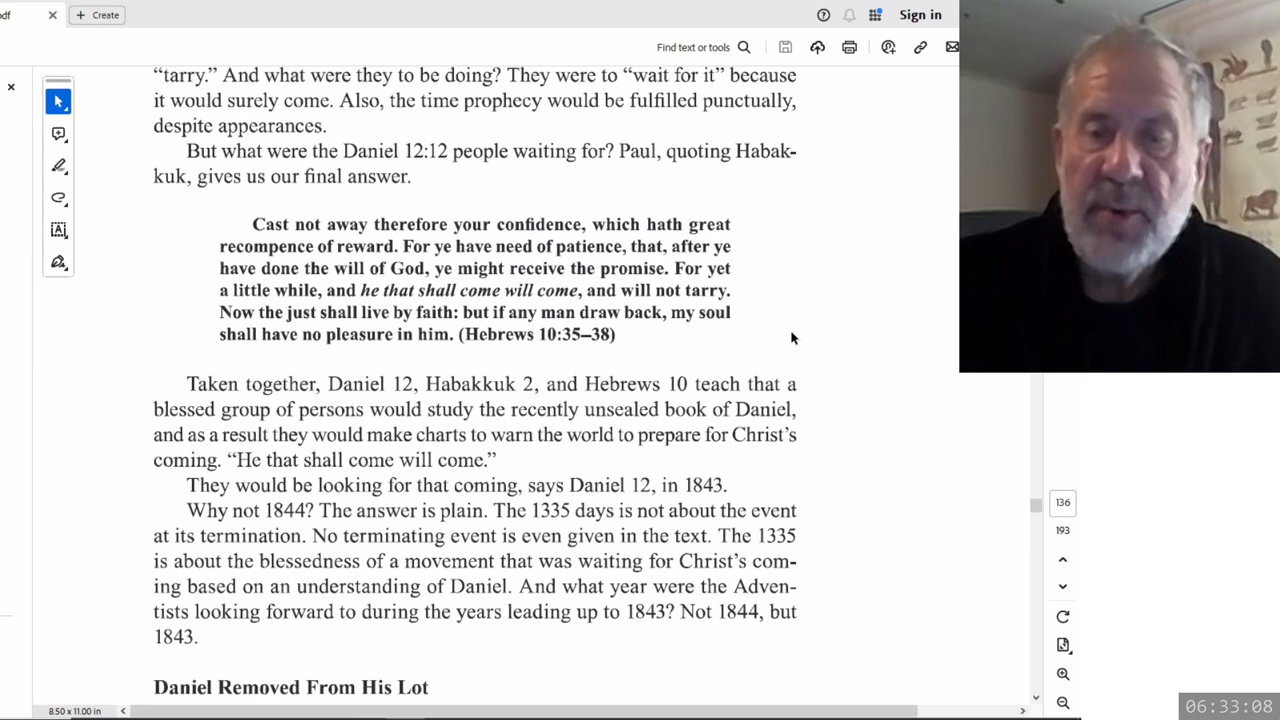 odf
Create
Sign in
Find text or tools
“tarry.” And what were they to be doing? They were to “wait for it” because
it would surely come. Also, the time prophecy would be fulfilled punctually,
despite appearances.
But what were the Daniel 12:12 people waiting for? Paul, quoting Habak-
kuk, gives us our final answer.
Cast not away therefore your confidence, which hath great
recompence of reward. For ye have need of patience, that, after ye
have done the will of God, ye might receive the promise. For yet
a little while, and he that shall come will come, and will not tarry.
Now the just shall live by faith: but if any man draw back, my soul
shall have no pleasure in him. (Hebrews 10:35–38)
Taken together, Daniel 12, Habakkuk 2, and Hebrews 10 teach that a
blessed group of persons would study the recently unsealed book of Daniel,
and as a result they would make charts to warn the world to prepare for Christ’s
coming. “He that shall come will come.”
They would be looking for that coming, says Daniel 12, in 1843.
Why not 1844? The answer is plain. The 1335 days is not about the event
at its termination. No terminating event is even given in the text. The 1335
is about the blessedness of a movement that was waiting for Christ’s com-
ing based on an understanding of Daniel. And what year were the Adven-
tists looking forward to during the years leading up to 1843? Not 1844, but
1843.
Daniel Removed From His Lot
136
193
8.50 x 11.00 in
06:33:08